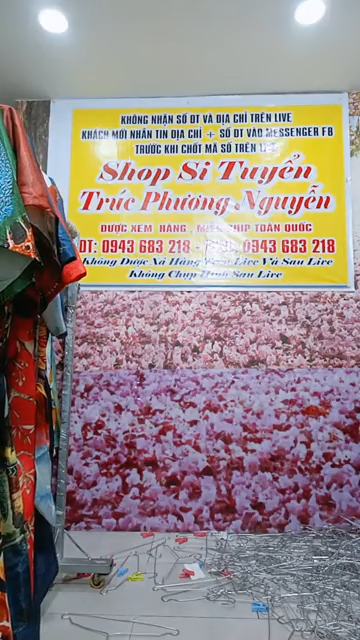 KHÔNG NHẬN SỐ ĐT VÀ ĐỊA CHỈ TRÊN LIVE
KHÁCH MỚI NHẮN TIN ĐỊA CHỈ + SỐ ĐT VÀO MESSENGER FB
TRƯỚC KHI CHỐT MÃ SỐ TRÊN
Shop Si Tuyển
Trúc Phương Nguyễn
ĐƯỢC XEM HÀNG SHIP TOÀN QUỐC
ĐT: 0943 683 218 - 0943 683 218
Không Được Xả Hàng Live Và Sau Live
Không Chụp Hình Sau Live